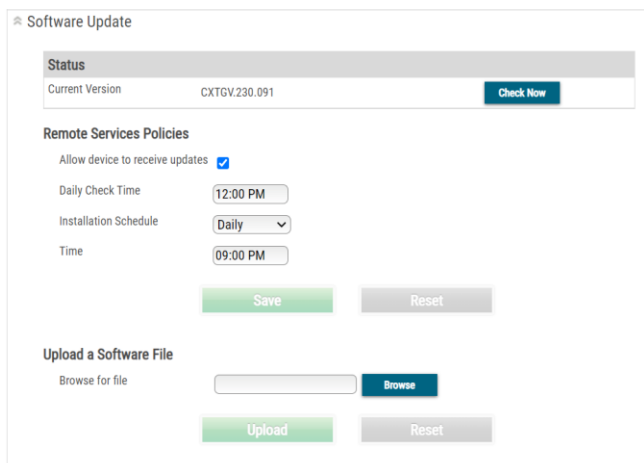 Software Update
Status
Current Version CXTGV.230.091 Check Now
Remote Services Policies
Allow device to receive updates
Daily Check Time 12:00 PM
Installation Schedule Daily
Time 09:00 PM
Save Reset
Upload a Software File
Browse for file Browse
Upload Reset